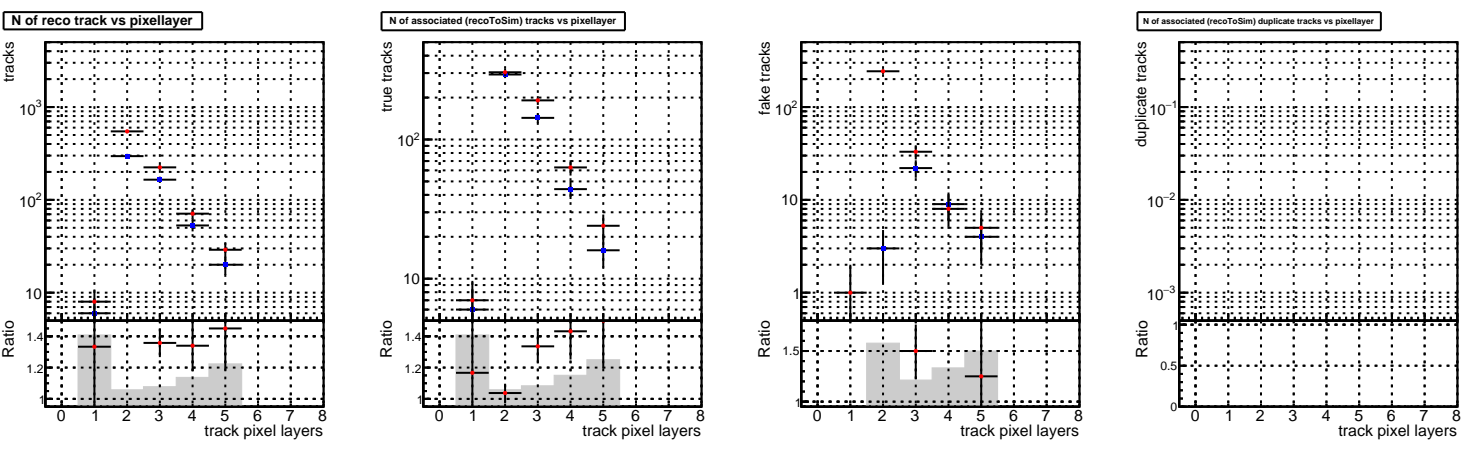 N of reco track vs pixellayer
tracks
10³
10²
10
Ratio
1.4
1.2
1
0 1 2 3 4 5 6 7 8
track pixel layers
N of associated (recoToSim) tracks vs pixellayer
true tracks
10²
10
Ratio
1.4
1.2
1
0 1 2 3 4 5 6 7 8
track pixel layers
fake tracks
10²
10
1
Ratio
1.5
1
0 1 2 3 4 5 6 7 8
track pixel layers
N of associated (recoToSim) duplicate tracks vs pixellayer
duplicate tracks
10⁻¹
10⁻²
10⁻³
Ratio
1
0.5
0
0 1 2 3 4 5 6 7 8
track pixel layers